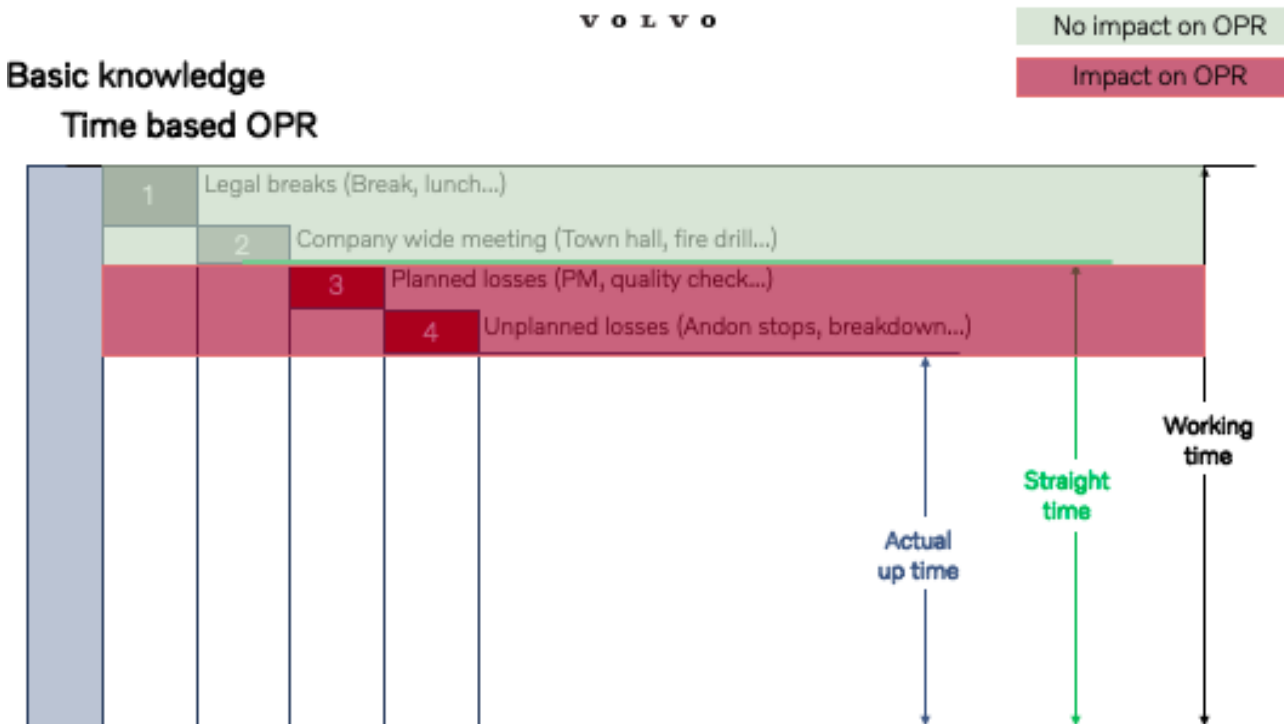 VOLVO
No impact on OPR
Basic knowledge
Impact on OPR
Time based OPR
1
Legal breaks (Break, lunch...)
2
Company wide meeting (Town hall, fire drill...)
3
Planned losses (PM, quality check...)
4
Unplanned losses (Andon stops, breakdown...)
Working
time
Straight
time
Actual
up time